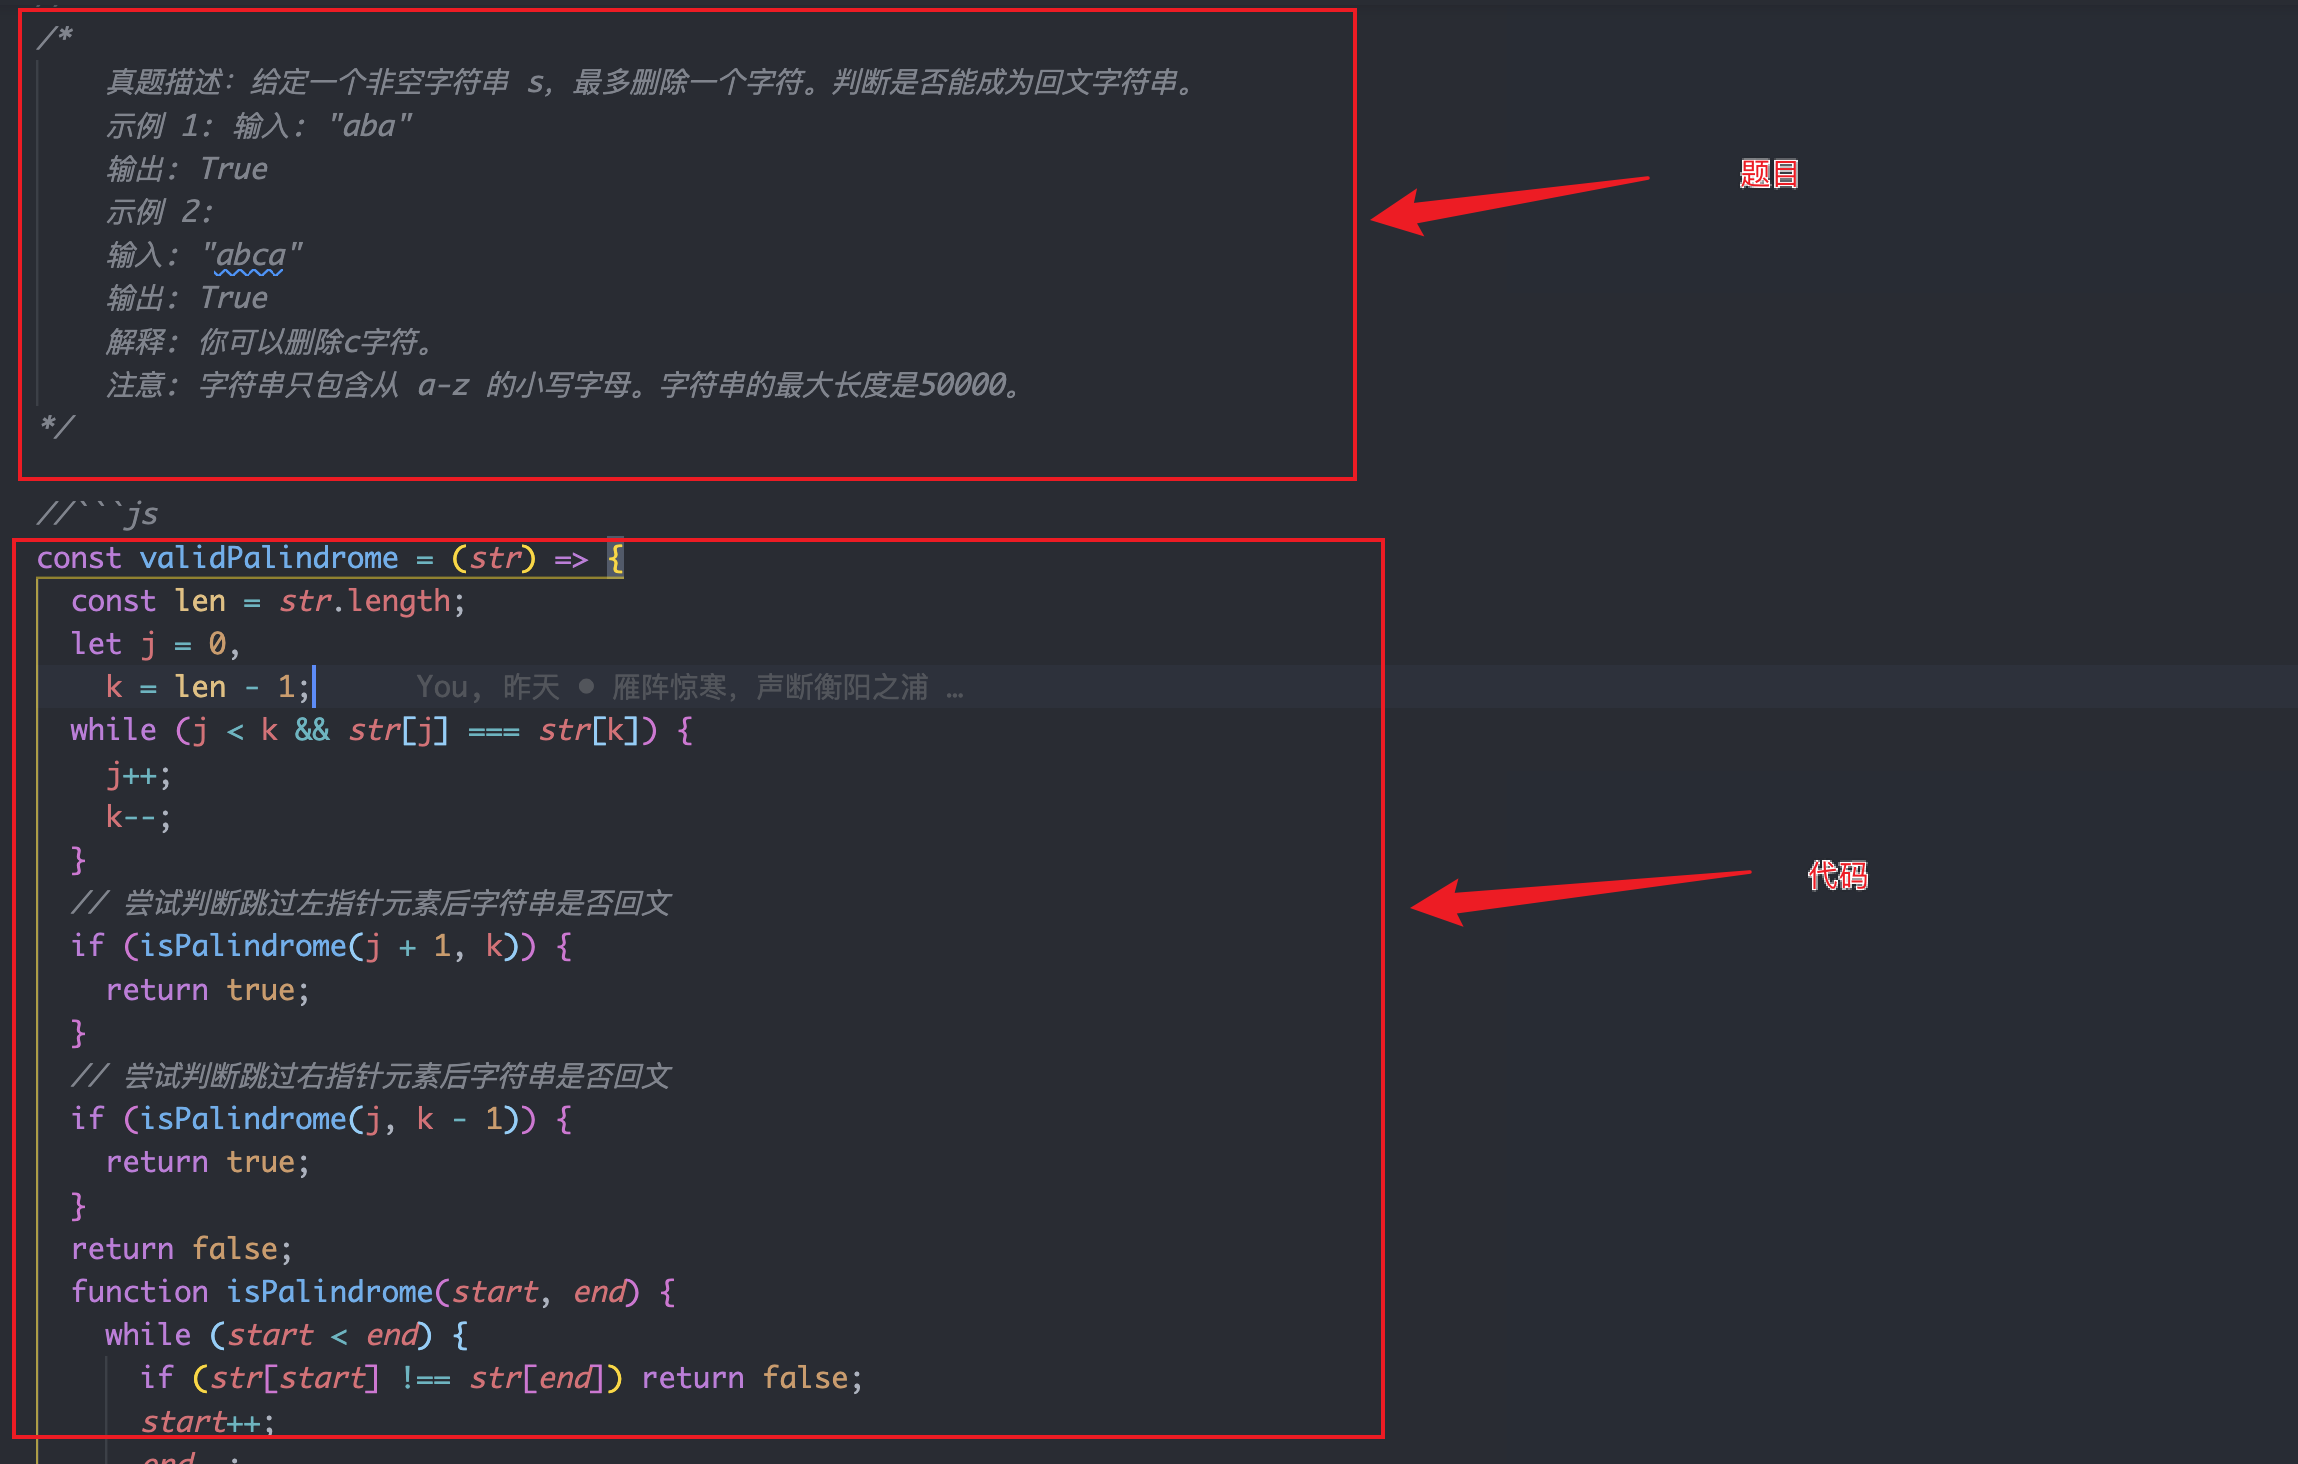 /*
真题描述：给定一个非空字符串 s，最多删除一个字符。判断是否能成为回文字符串。
示例 1: 输入: "aba"
输出: True
示例 2:
输入: "abca"
输出: True
解释: 你可以删除c字符。
注意: 字符串只包含从 a-z 的小写字母。字符串的最大长度是50000。
*/
题目
//```js
const validPalindrome = (str) => {
const len = str.length;
let j = 0,
k = len - 1; You, 昨天 • 雁阵惊寒，声断衡阳之浦 …
while (j < k && str[j] === str[k]) {
j++;
k--;
}
// 尝试判断跳过左指针元素后字符串是否回文
if (isPalindrome(j + 1, k)) {
return true;
}
// 尝试判断跳过右指针元素后字符串是否回文
if (isPalindrome(j, k - 1)) {
return true;
}
return false;
function isPalindrome(start, end) {
while (start < end) {
if (str[start] !== str[end]) return false;
start++;
代码